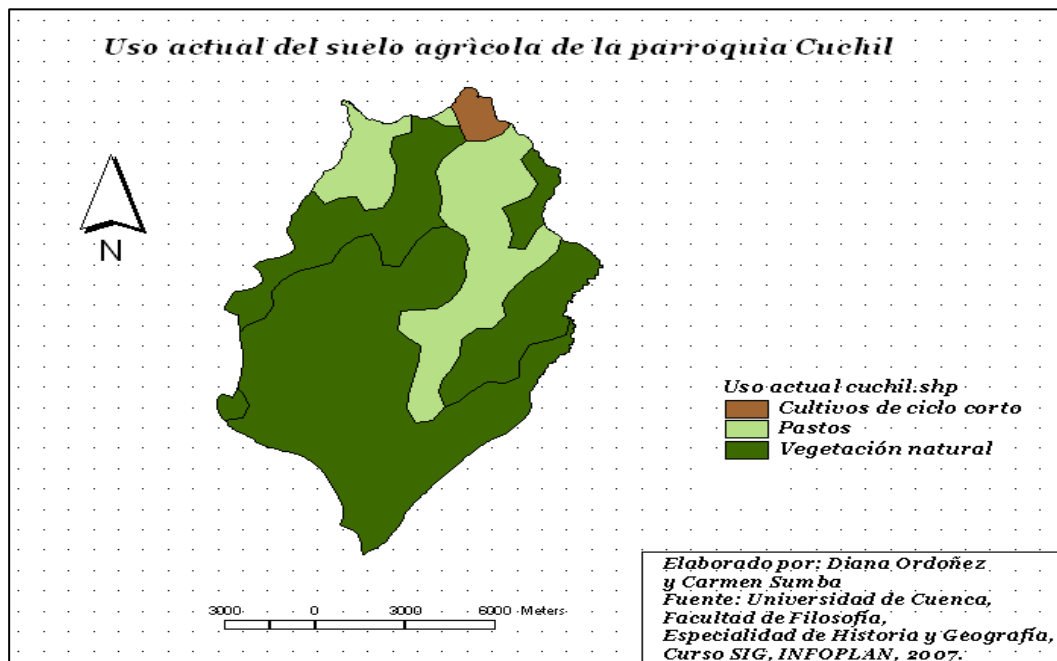 Uso actual del suelo agrìcola de la parroquia Cuchil
N
Uso actual cuchil.shp
Cultivos de ciclo corto
Pastos
Vegetación natural
3000 0 3000 6000 Meters
Elaborado por: Diana Ordoñez
y Carmen Sumba
Fuente: Universidad de Cuenca,
Facultad de Filosofía,
Especialidad de Historia y Geografía,
Curso SIG, INFOPLAN, 2007.